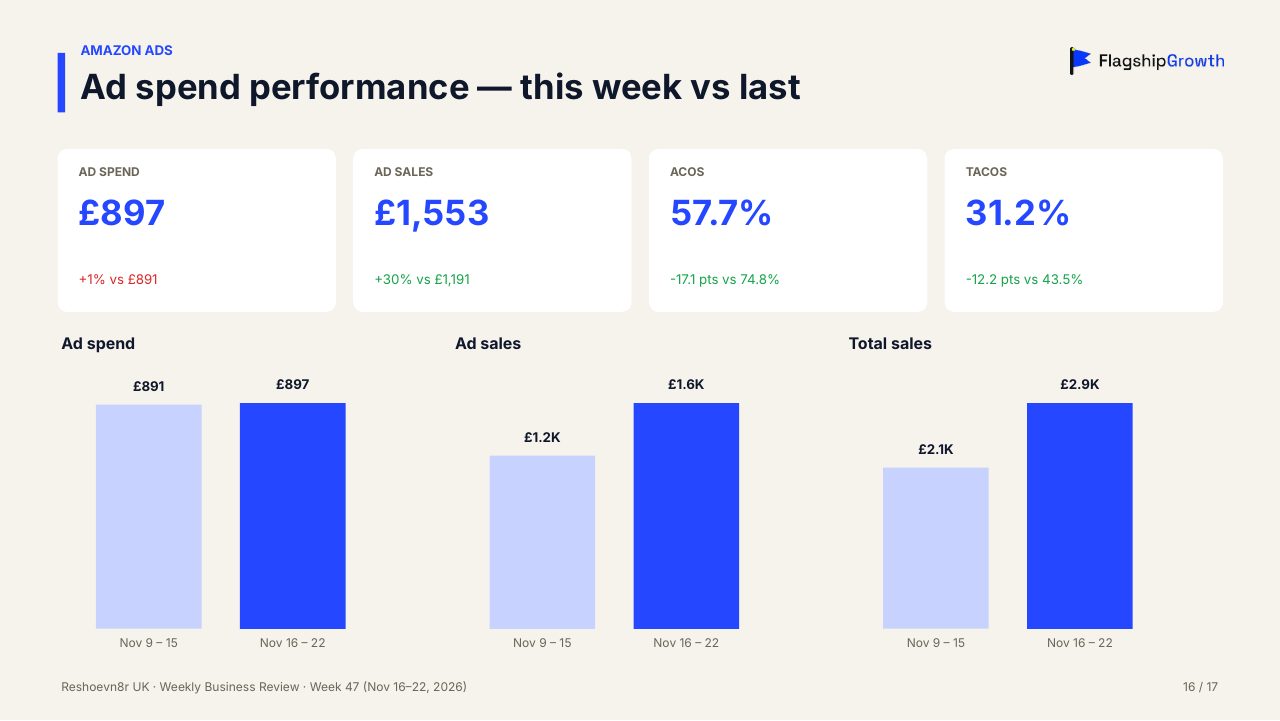 AMAZON ADS
Ad spend performance — this week vs last
FlagshipGrowth
AD SPEND
£897
+1% vs £891
AD SALES
£1,553
+30% vs £1,191
ACOS
57.7%
-17.1 pts vs 74.8%
TACOS
31.2%
-12.2 pts vs 43.5%
Ad spend
£891
£897
Nov 9 – 15
Nov 16 – 22
Ad sales
£1.2K
£1.6K
Nov 9 – 15
Nov 16 – 22
Total sales
£2.1K
£2.9K
Nov 9 – 15
Nov 16 – 22
Reshoevn8r UK · Weekly Business Review · Week 47 (Nov 16–22, 2026)
16 / 17